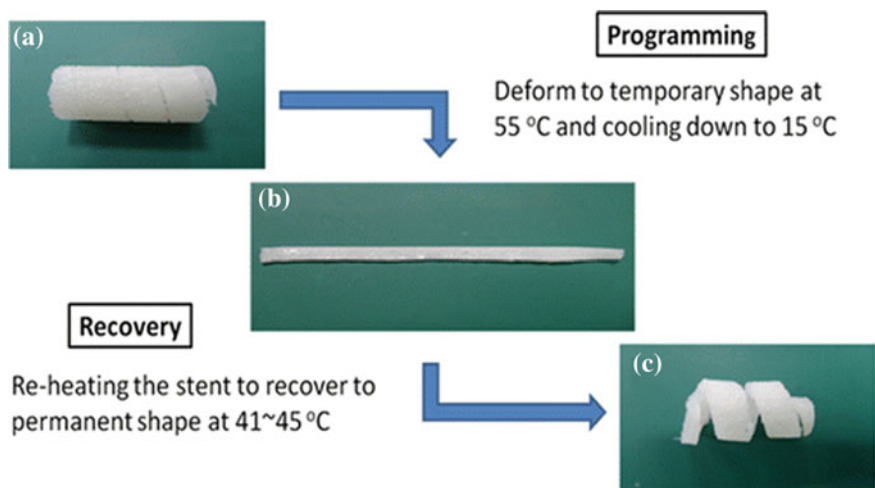 (a)
Programming
Deform to temporary shape at
55 °C and cooling down to 15 °C
(b)
Recovery
Re-heating the stent to recover to
permanent shape at 41~45 °C
(c)